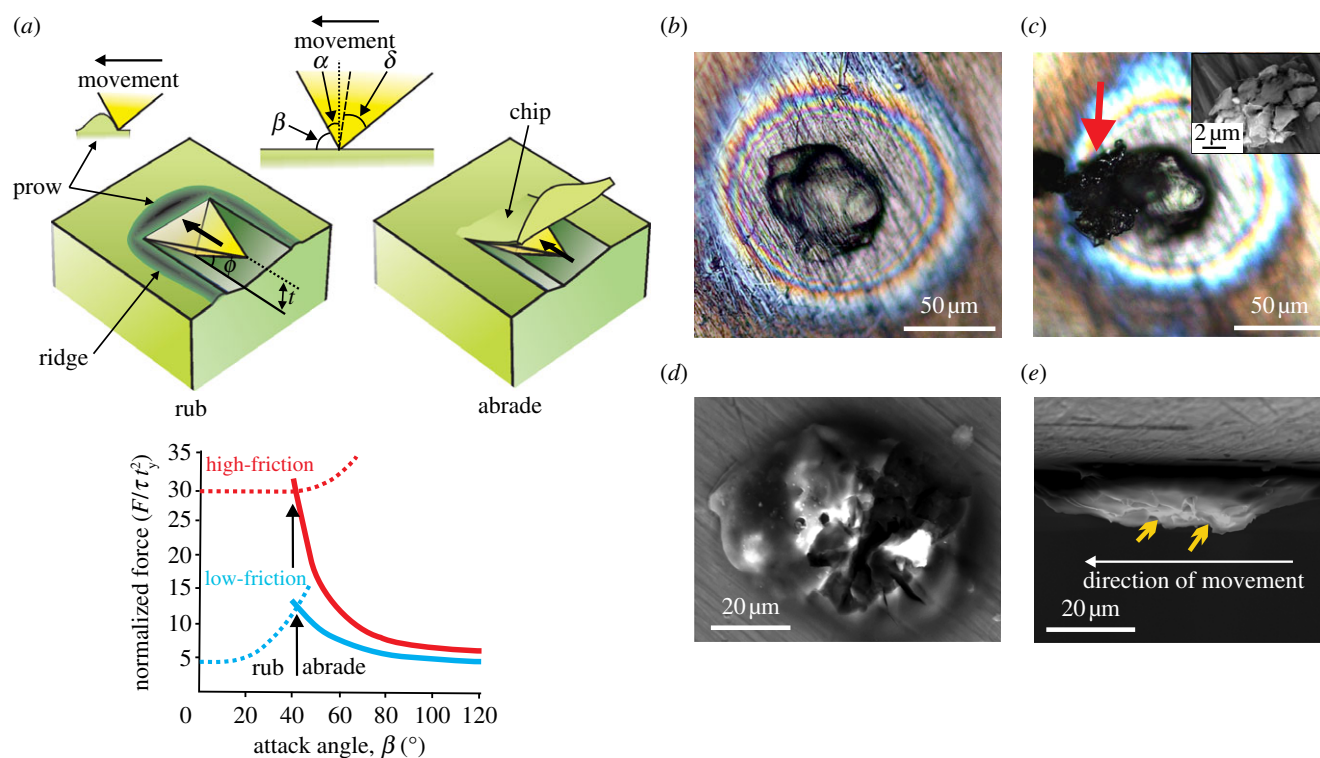 (a)
movement
prow
ridge
ϕ
t
rub
movement
α
δ
β
chip
abrade
normalized force (F/τ t²y)
35
30
25
20
15
10
5
high-friction
low-friction
rub
abrade
0
20
40
60
80
100
120
attack angle, β (°)
(b)
50 μm
(c)
2 μm
50 μm
(d)
20 μm
(e)
direction of movement
20 μm